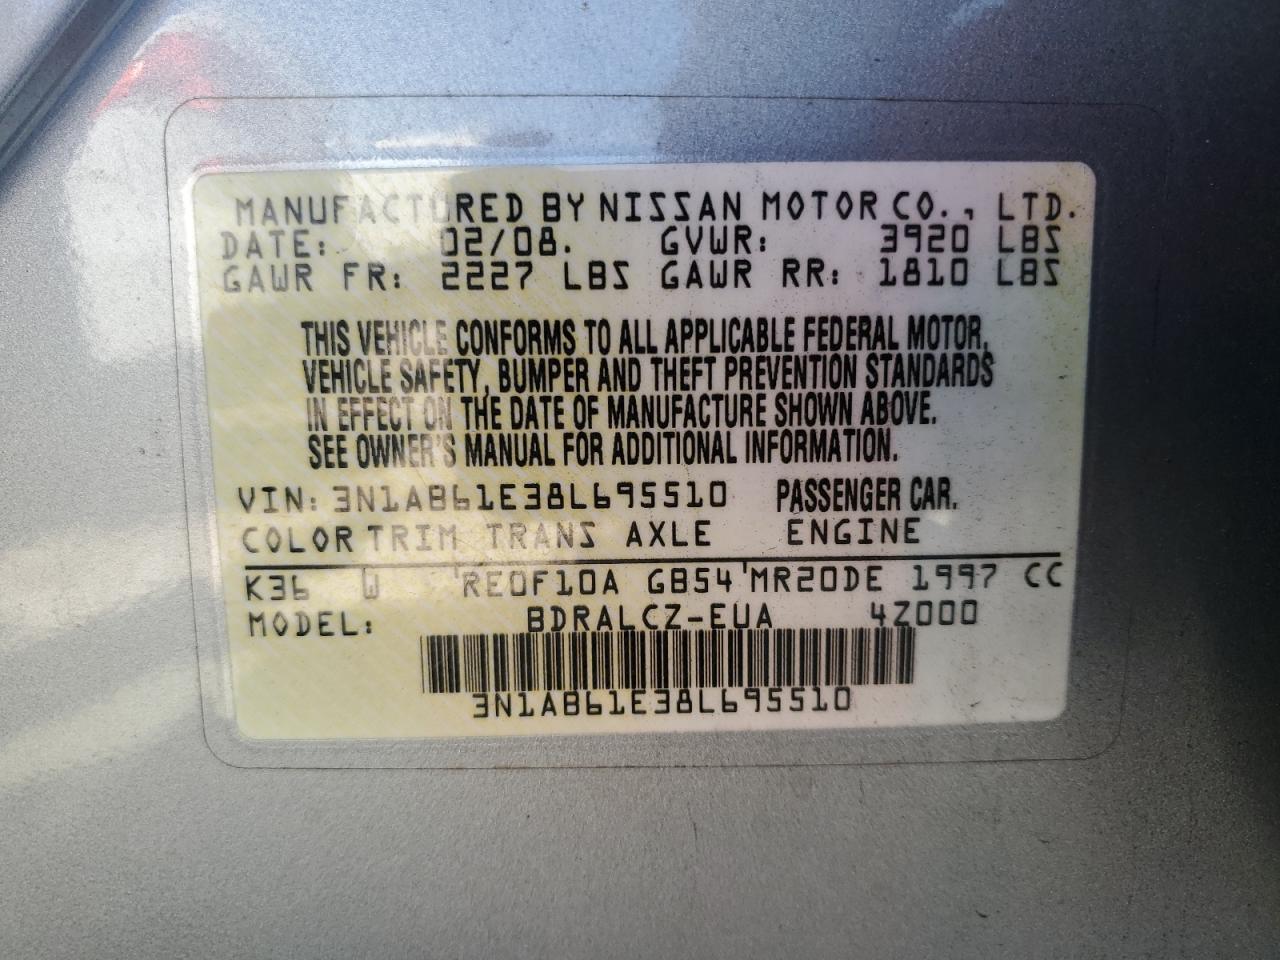 MANUFACTURED BY NISSAN MOTOR CO., LTD.
DATE: 02/08. GVWR: 3920 LBS
GAWR FR: 2227 LBS GAWR RR: 1810 LBS
THIS VEHICLE CONFORMS TO ALL APPLICABLE FEDERAL MOTOR,
VEHICLE SAFETY, BUMPER AND THEFT PREVENTION STANDARDS
IN EFFECT ON THE DATE OF MANUFACTURE SHOWN ABOVE.
SEE OWNER'S MANUAL FOR ADDITIONAL INFORMATION.
VIN: 3N1AB61E38L695510 PASSENGER CAR.
COLOR TRIM TRANS AXLE ENGINE
K36 W 'RE0F10A GB54'MR20DE 1997 CC
MODEL: BDRALCZ-EUA 4Z000
3N1AB61E38L695510